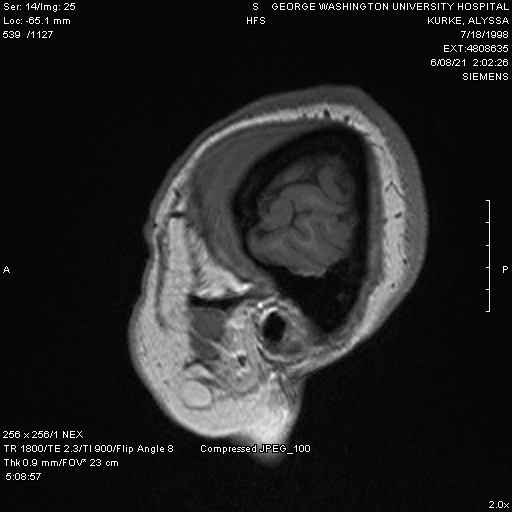 Ser: 14/Img: 25
Loc: -65.1 mm
539 /1127
S GEORGE WASHINGTON UNIVERSITY HOSPITAL
HFS KURKE, ALYSSA
7/18/1998
EXT:4808635
6/08/21 2:02:26
SIEMENS
A
P
256 x 256/1 NEX
TR 1800/TE 2.3/TI 900/Flip Angle 8
Thk 0.9 mm/FOV* 23 cm
5:08:57
Compressed JPEG_100
2.0x